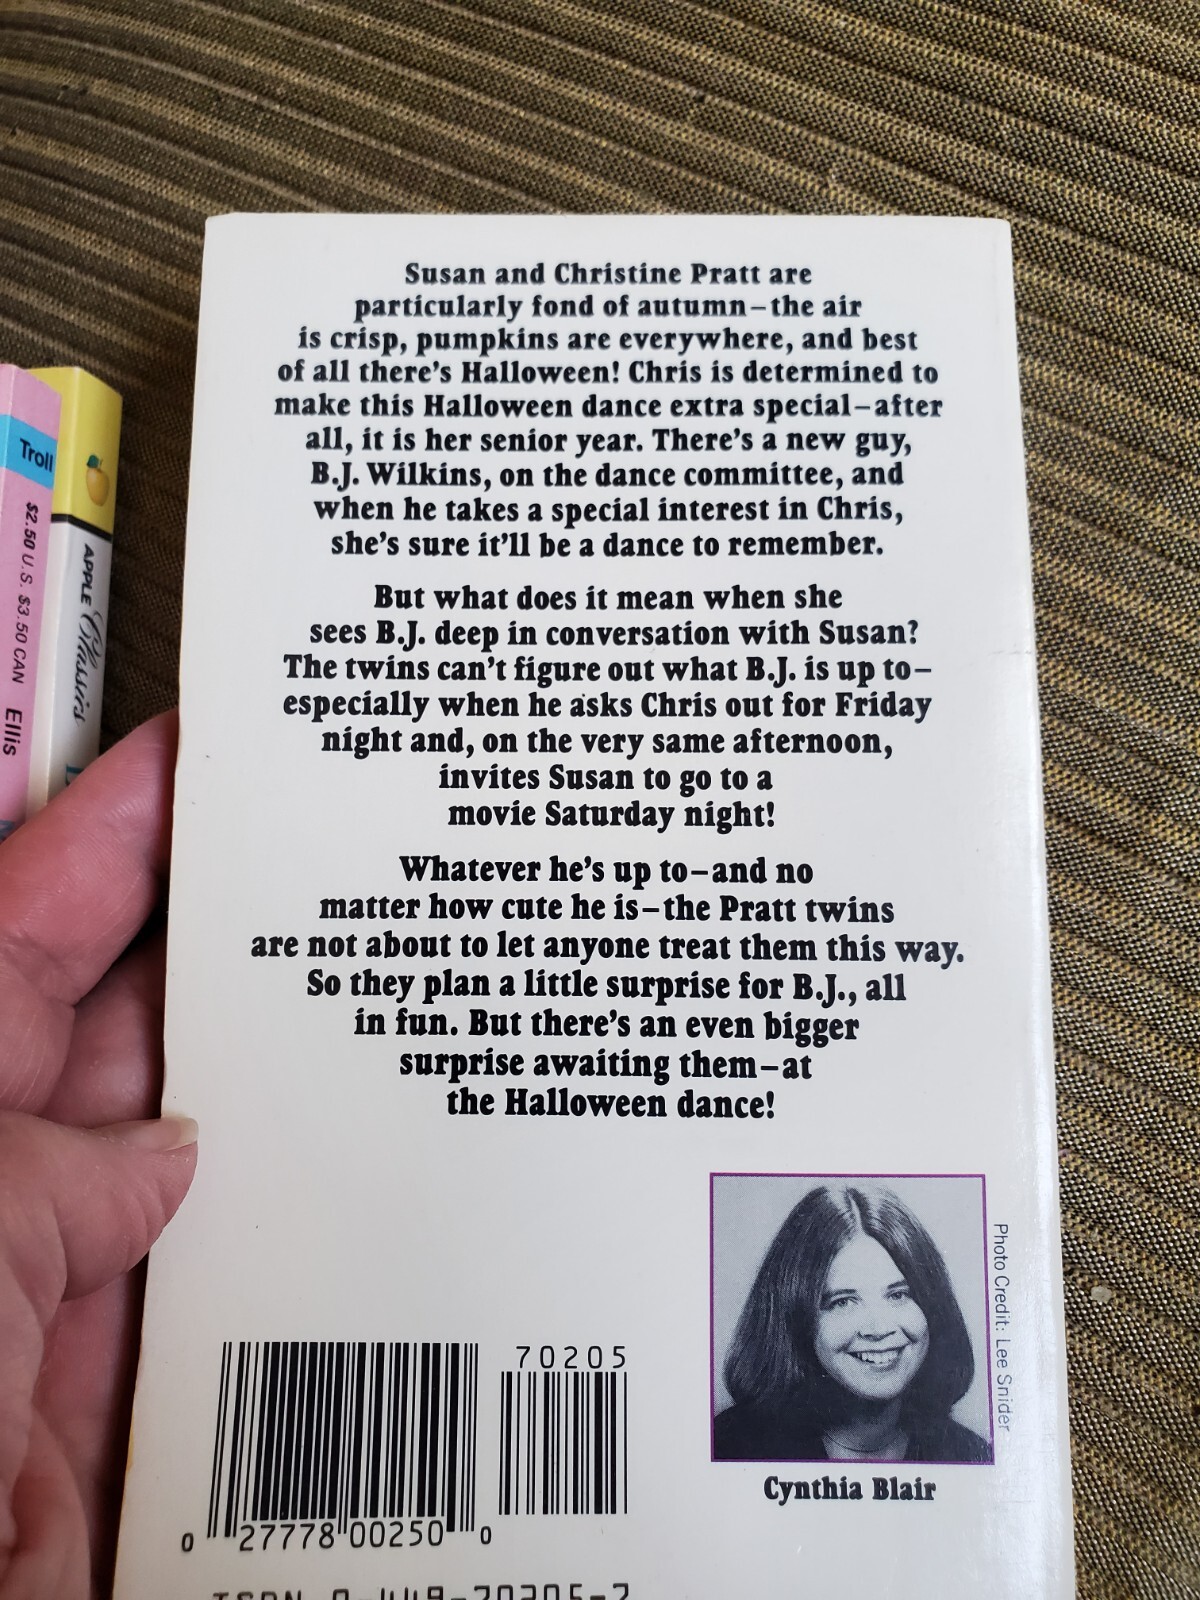 Susan and Christine Pratt are
particularly fond of autumn–the air
is crisp, pumpkins are everywhere, and best
of all there's Halloween! Chris is determined to
make this Halloween dance extra special–after
all, it is her senior year. There's a new guy,
B.J. Wilkins, on the dance committee, and
when he takes a special interest in Chris,
she's sure it'll be a dance to remember.
But what does it mean when she
sees B.J. deep in conversation with Susan?
The twins can't figure out what B.J. is up to–
especially when he asks Chris out for Friday
night and, on the very same afternoon,
invites Susan to go to a
movie Saturday night!
Whatever he's up to–and no
matter how cute he is–the Pratt twins
are not about to let anyone treat them this way.
So they plan a little surprise for B.J., all
in fun. But there's an even bigger
surprise awaiting them–at
the Halloween dance!
Photo Credit: Lee Snider
Cynthia Blair
70205
0 27778 00250 0
ISBN 0-449-70205-2
Troll
$2.50 U.S. $3.50 CAN
Ellis
APPLE Classics